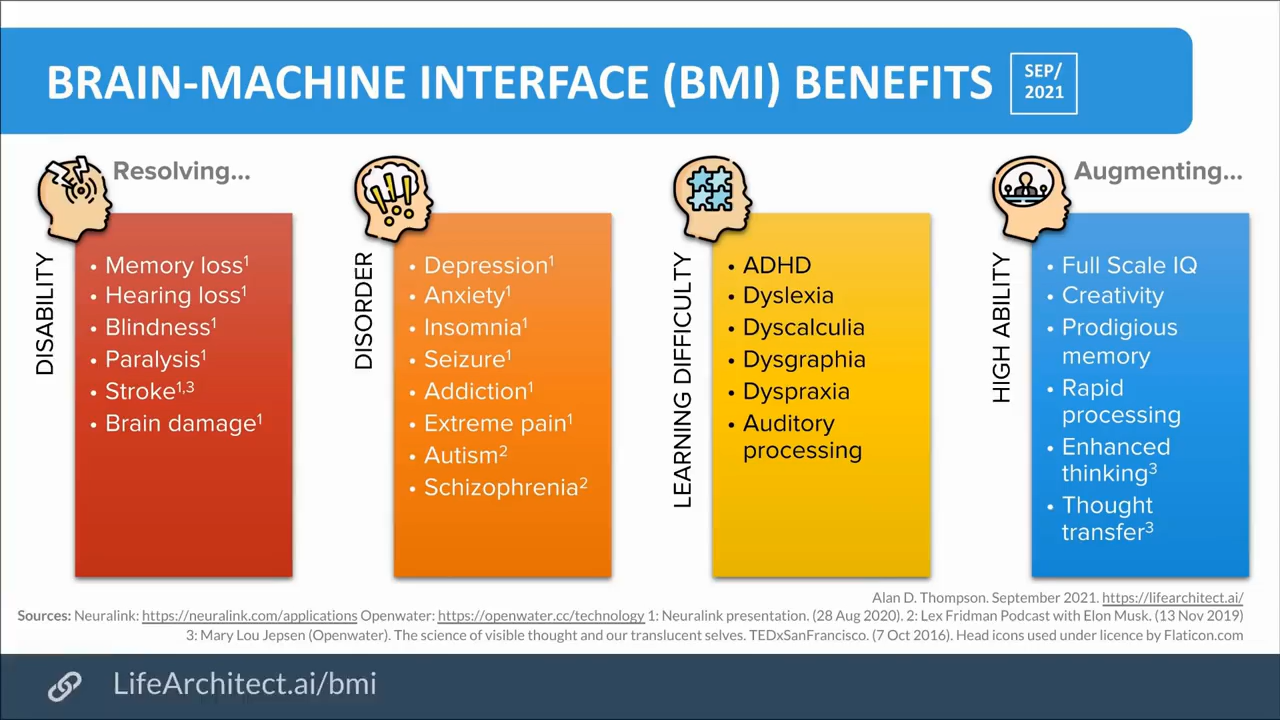 BRAIN-MACHINE INTERFACE (BMI) BENEFITS
SEP/
2021
Resolving...
DISABILITY
• Memory loss¹
• Hearing loss¹
• Blindness¹
• Paralysis¹
• Stroke¹,³
• Brain damage¹
DISORDER
• Depression¹
• Anxiety¹
• Insomnia¹
• Seizure¹
• Addiction¹
• Extreme pain¹
• Autism²
• Schizophrenia²
LEARNING DIFFICULTY
• ADHD
• Dyslexia
• Dyscalculia
• Dysgraphia
• Dyspraxia
• Auditory
processing
Augmenting...
HIGH ABILITY
• Full Scale IQ
• Creativity
• Prodigious
memory
• Rapid
processing
• Enhanced
thinking³
• Thought
transfer³
Alan D. Thompson. September 2021. https://lifearchitect.ai/
Sources: Neuralink: https://neuralink.com/applications Openwater: https://openwater.cc/technology 1: Neuralink presentation. (28 Aug 2020). 2: Lex Fridman Podcast with Elon Musk. (13 Nov 2019)
3: Mary Lou Jepsen (Openwater). The science of visible thought and our translucent selves. TEDxSanFrancisco. (7 Oct 2016). Head icons used under licence by Flaticon.com
LifeArchitect.ai/bmi